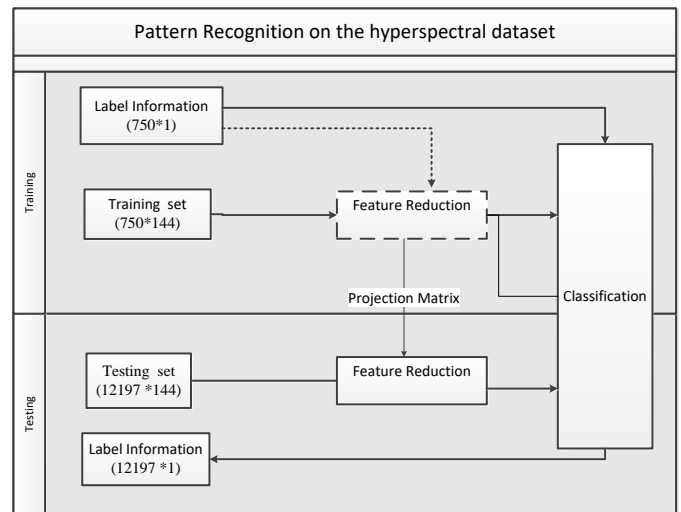 Pattern Recognition on the hyperspectral dataset
Training
Label Information
(750*1)
Training set
(750*144)
Feature Reduction
Projection Matrix
Classification
Testing
Testing set
(12197 *144)
Feature Reduction
Label Information
(12197 *1)